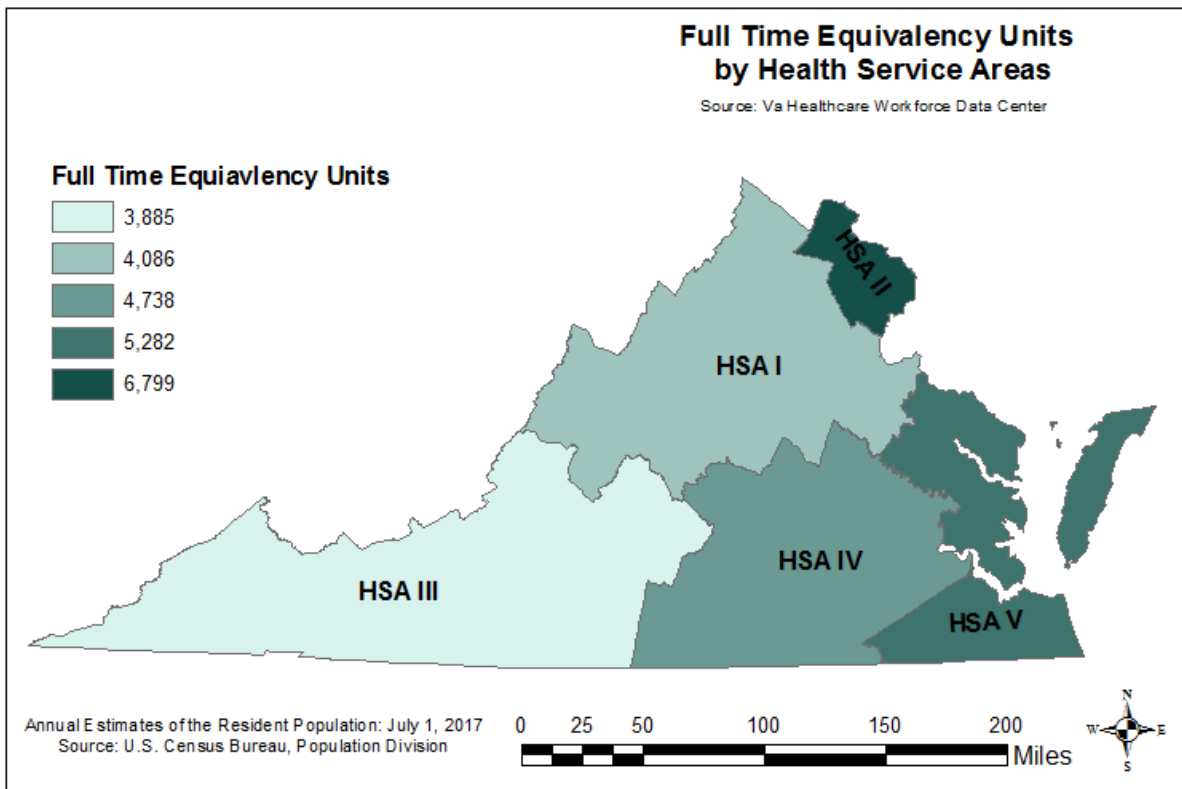 Full Time Equivalency Units
by Health Service Areas
Source: Va Healthcare Workforce Data Center
Full Time Equiavlency Units
3,885
4,086
4,738
5,282
6,799
HSA II
HSA I
HSA IV
HSA III
HSA V
Annual Estimates of the Resident Population: July 1, 2017
Source: U.S. Census Bureau, Population Division
0 25 50 100 150 200
Miles
N
W E
S